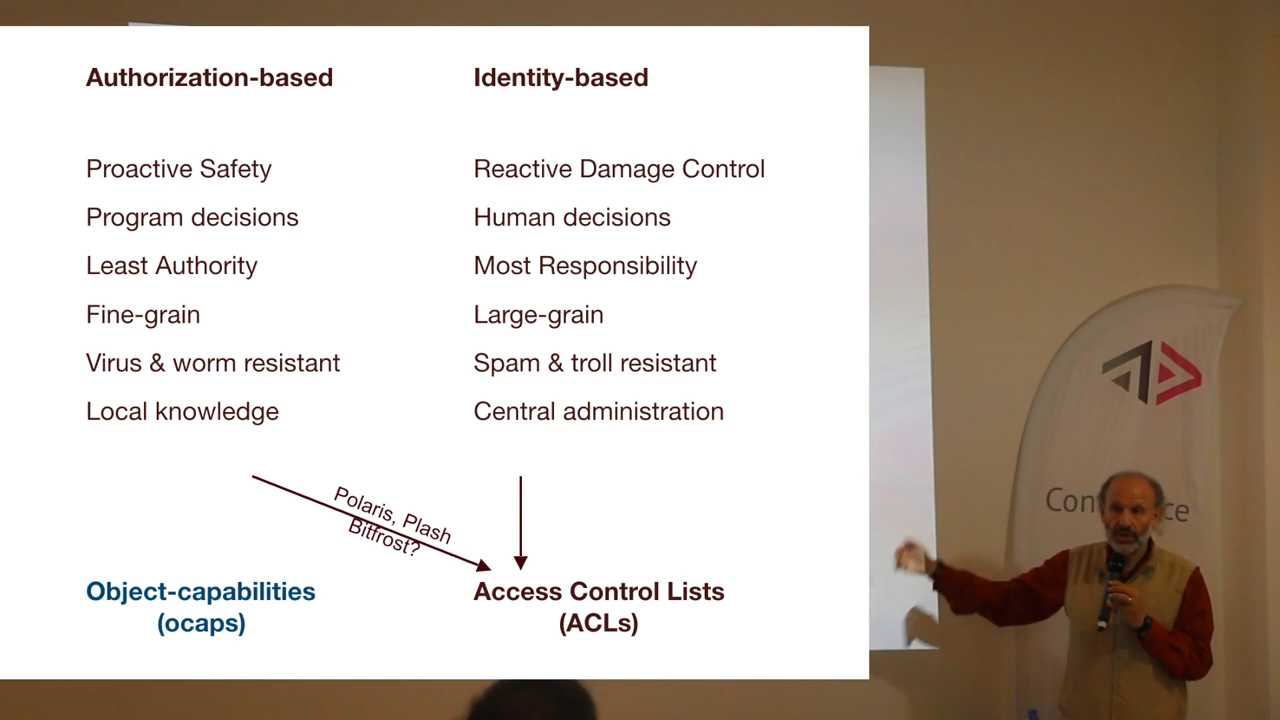 Authorization-based
Identity-based
Proactive Safety
Reactive Damage Control
Program decisions
Human decisions
Least Authority
Most Responsibility
Fine-grain
Large-grain
Virus & worm resistant
Spam & troll resistant
Local knowledge
Central administration
Polaris, Plash
Bitfrost?
Object-capabilities
(ocaps)
Access Control Lists
(ACLs)